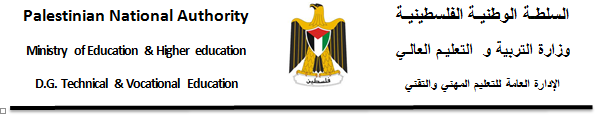 Palestinian National Authority
Ministry of Education & Higher education
D.G. Technical & Vocational Education
فلسطين
السلطة الوطنية الفلسطينية
وزارة التربية و التعليم العالي
الإدارة العامة للتعليم المهني والتقني